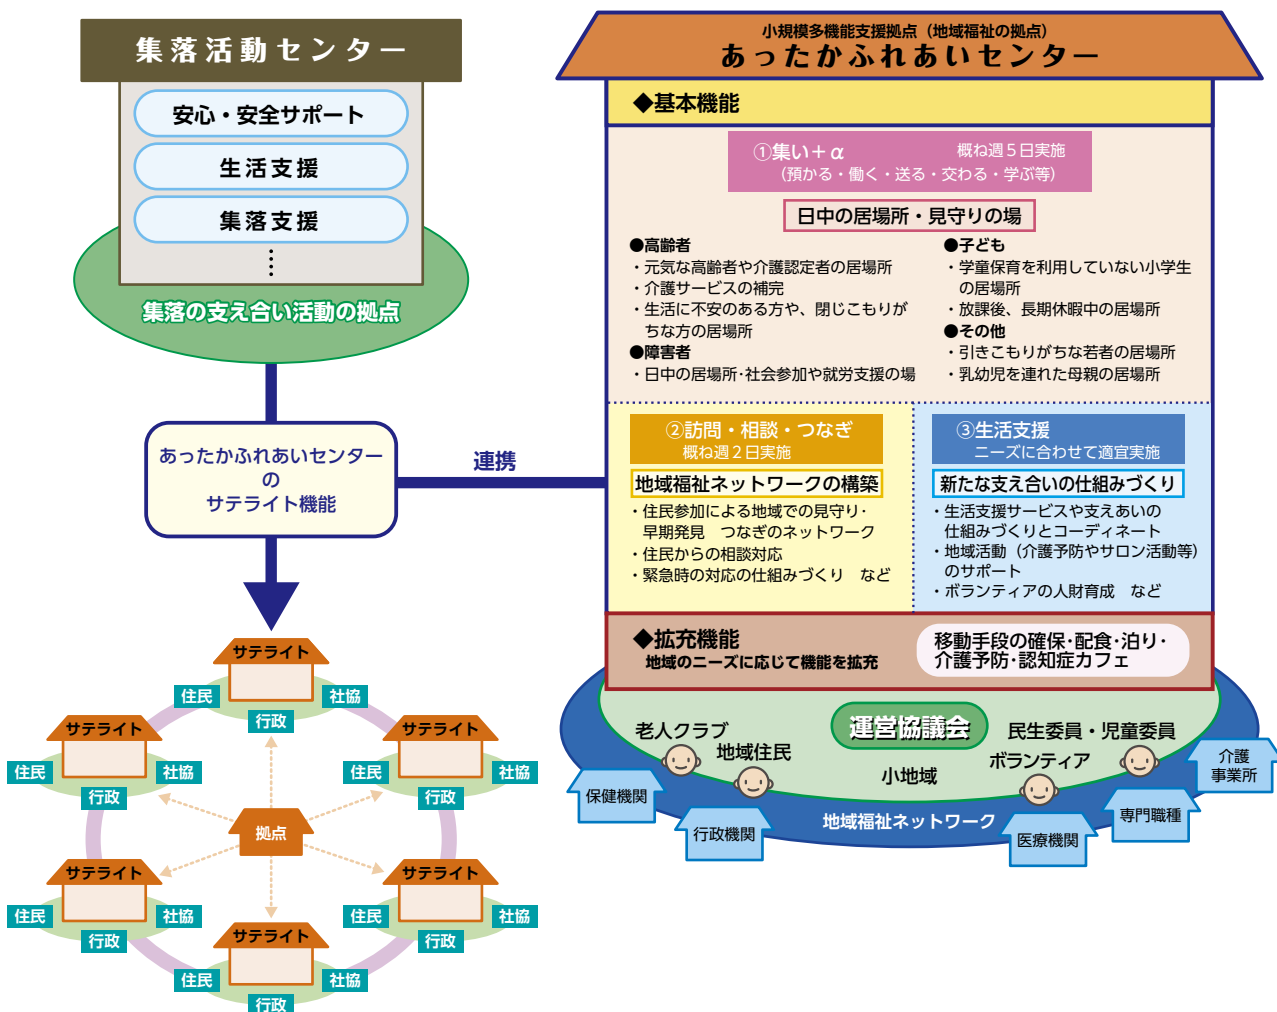 集落活動センター
安心・安全サポート
生活支援
集落支援
⋮
集落の支え合い活動の拠点
あったかふれあいセンター
の
サテライト機能
連携
小規模多機能支援拠点（地域福祉の拠点）
あったかふれあいセンター
◆基本機能
①集い＋α　概ね週５日実施
（預かる・働く・送る・交わる・学ぶ等）
日中の居場所・見守りの場
●高齢者
・元気な高齢者や介護認定者の居場所
・介護サービスの補完
・生活に不安のある方や、閉じこもりが
ちな方の居場所
●障害者
・日中の居場所・社会参加や就労支援の場
●子ども
・学童保育を利用していない小学生
の居場所
・放課後、長期休暇中の居場所
●その他
・引きこもりがちな若者の居場所
・乳幼児を連れた母親の居場所
②訪問・相談・つなぎ
概ね週２日実施
地域福祉ネットワークの構築
・住民参加による地域での見守り・
早期発見　つなぎのネットワーク
・住民からの相談対応
・緊急時の対応の仕組みづくり　など
③生活支援
ニーズに合わせて適宜実施
新たな支え合いの仕組みづくり
・生活支援サービスや支えあいの
仕組みづくりとコーディネート
・地域活動（介護予防やサロン活動等）
のサポート
・ボランティアの人財育成　など
◆拡充機能
地域のニーズに応じて機能を拡充
移動手段の確保・配食・泊り・
介護予防・認知症カフェ
運営協議会
老人クラブ
地域住民
小地域
民生委員・児童委員
ボランティア
地域福祉ネットワーク
保健機関
行政機関
医療機関
専門職種
介護
事業所
サテライト
住民
行政
社協
サテライト
住民
行政
社協
サテライト
住民
行政
社協
拠点
サテライト
住民
行政
社協
サテライト
住民
行政
社協
サテライト
住民
行政
社協